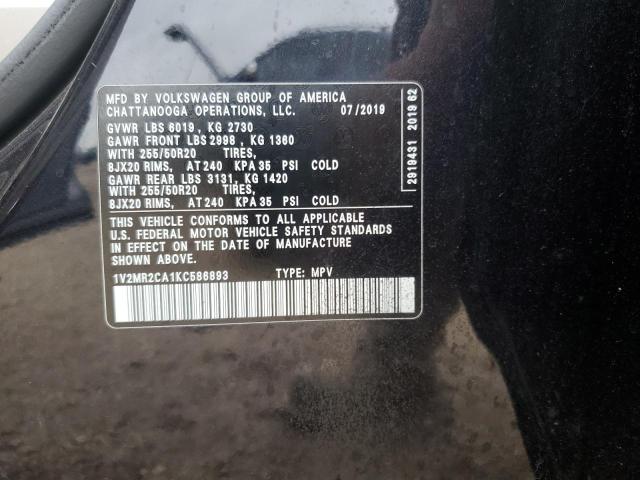 MFD BY VOLKSWAGEN GROUP OF AMERICA
CHATTANOOGA OPERATIONS, LLC. 07/2019
GVWR LBS 6019, KG 2730
GAWR FRONT LBS 2998, KG 1360
WITH 255/50R20 TIRES,
8JX20 RIMS, AT 240 KPA 35 PSI COLD
GAWR REAR LBS 3131, KG 1420
WITH 255/50R20 TIRES,
8JX20 RIMS, AT 240 KPA 35 PSI COLD
THIS VEHICLE CONFORMS TO ALL APPLICABLE
U.S. FEDERAL MOTOR VEHICLE SAFETY STANDARDS
IN EFFECT ON THE DATE OF MANUFACTURE
SHOWN ABOVE.
1V2MR2CA1KC586893 TYPE: MPV
2919431 2019 62